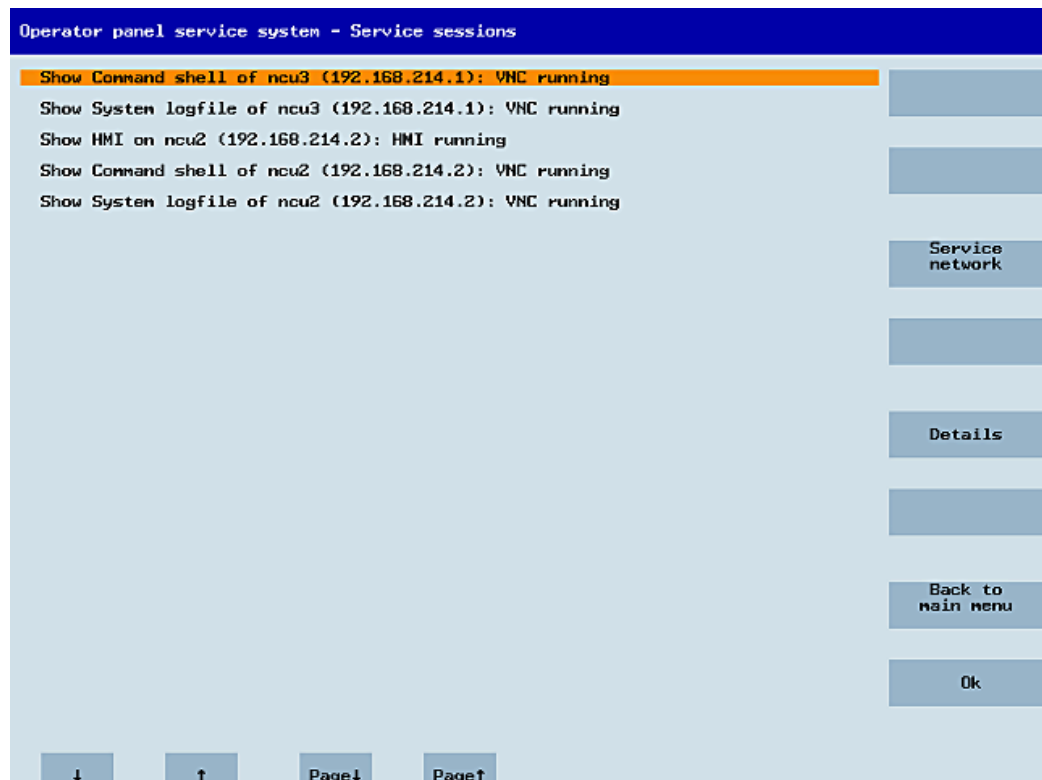 Operator panel service system - Service sessions
Show Command shell of ncu3 (192.168.214.1): VNC running
Show System logfile of ncu3 (192.168.214.1): VNC running
Show HMI on ncu2 (192.168.214.2): HMI running
Show Command shell of ncu2 (192.168.214.2): VNC running
Show System logfile of ncu2 (192.168.214.2): VNC running
Service
network
Details
Back to
main menu
Ok
↓ ↑ Page↓ Page↑